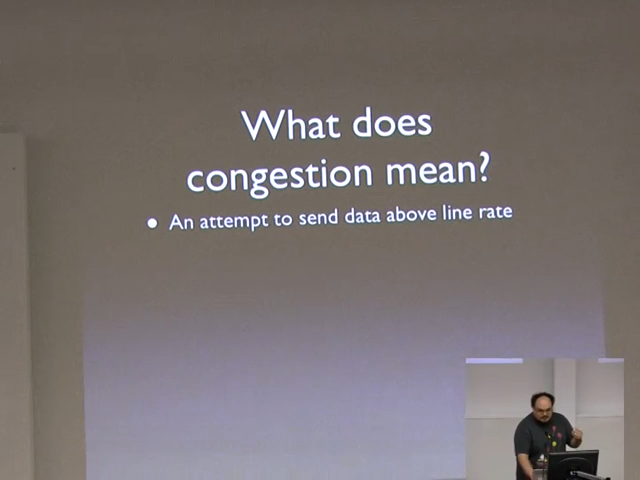 What does
congestion mean?
• An attempt to send data above line rate